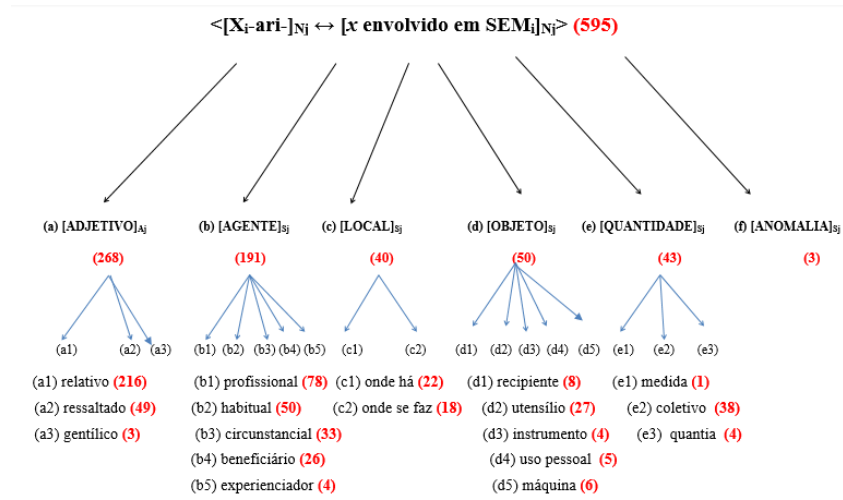 <[Xi-ari-]Nj ↔ [x envolvido em SEMi]Nj> (595)
(a) [ADJETIVO]Aj (b) [AGENTE]Sj (c) [LOCAL]Sj (d) [OBJETO]Sj (e) [QUANTIDADE]Sj (f) [ANOMALIA]Sj
(268) (191) (40) (50) (43) (3)
(a1) (a2) (a3) (b1) (b2) (b3) (b4) (b5) (c1) (c2) (d1) (d2) (d3) (d4) (d5) (e1) (e2) (e3)
(a1) relativo (216) (b1) profissional (78) (c1) onde há (22) (d1) recipiente (8) (e1) medida (1)
(a2) ressaltado (49) (b2) habitual (50) (c2) onde se faz (18) (d2) utensílio (27) (e2) coletivo (38)
(a3) gentílico (3) (b3) circunstancial (33) (d3) instrumento (4) (e3) quantia (4)
(b4) beneficiário (26) (d4) uso pessoal (5)
(b5) experienciador (4) (d5) máquina (6)